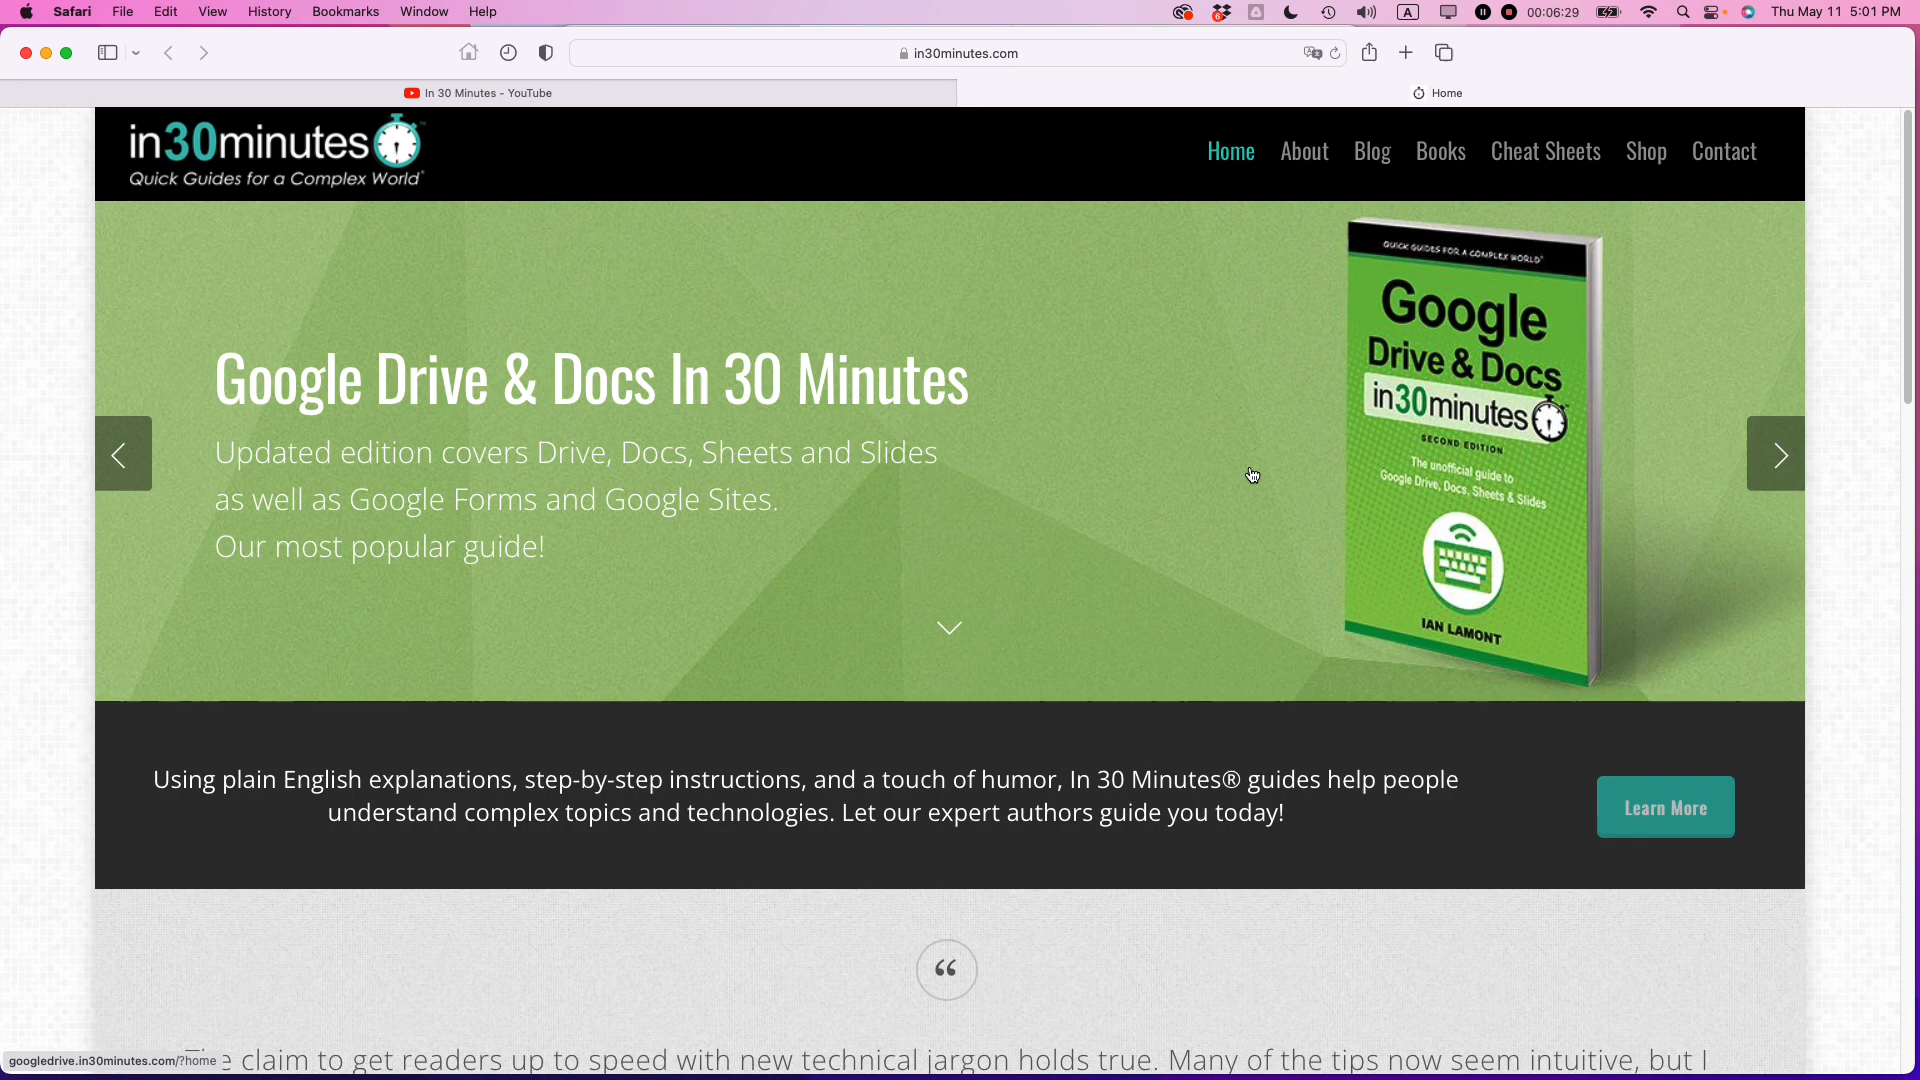 Safari File Edit View History Bookmarks Window Help
6 A 00:06:29 Thu May 11 5:01 PM
in30minutes.com
In 30 Minutes - YouTube
Home
in30minutes
Quick Guides for a Complex World®
Home About Blog Books Cheat Sheets Shop Contact
QUICK GUIDES FOR A COMPLEX WORLD®
Google
Drive & Docs
in30minutes
SECOND EDITION
The unofficial guide to
Google Drive, Docs, Sheets & Slides
IAN LAMONT
Google Drive & Docs In 30 Minutes
Updated edition covers Drive, Docs, Sheets and Slides
as well as Google Forms and Google Sites.
Our most popular guide!
Using plain English explanations, step-by-step instructions, and a touch of humor, In 30 Minutes® guides help people
understand complex topics and technologies. Let our expert authors guide you today!
Learn More
“
The claim to get readers up to speed with new technical jargon holds true. Many of the tips now seem intuitive, but I
googledrive.in30minutes.com/?home